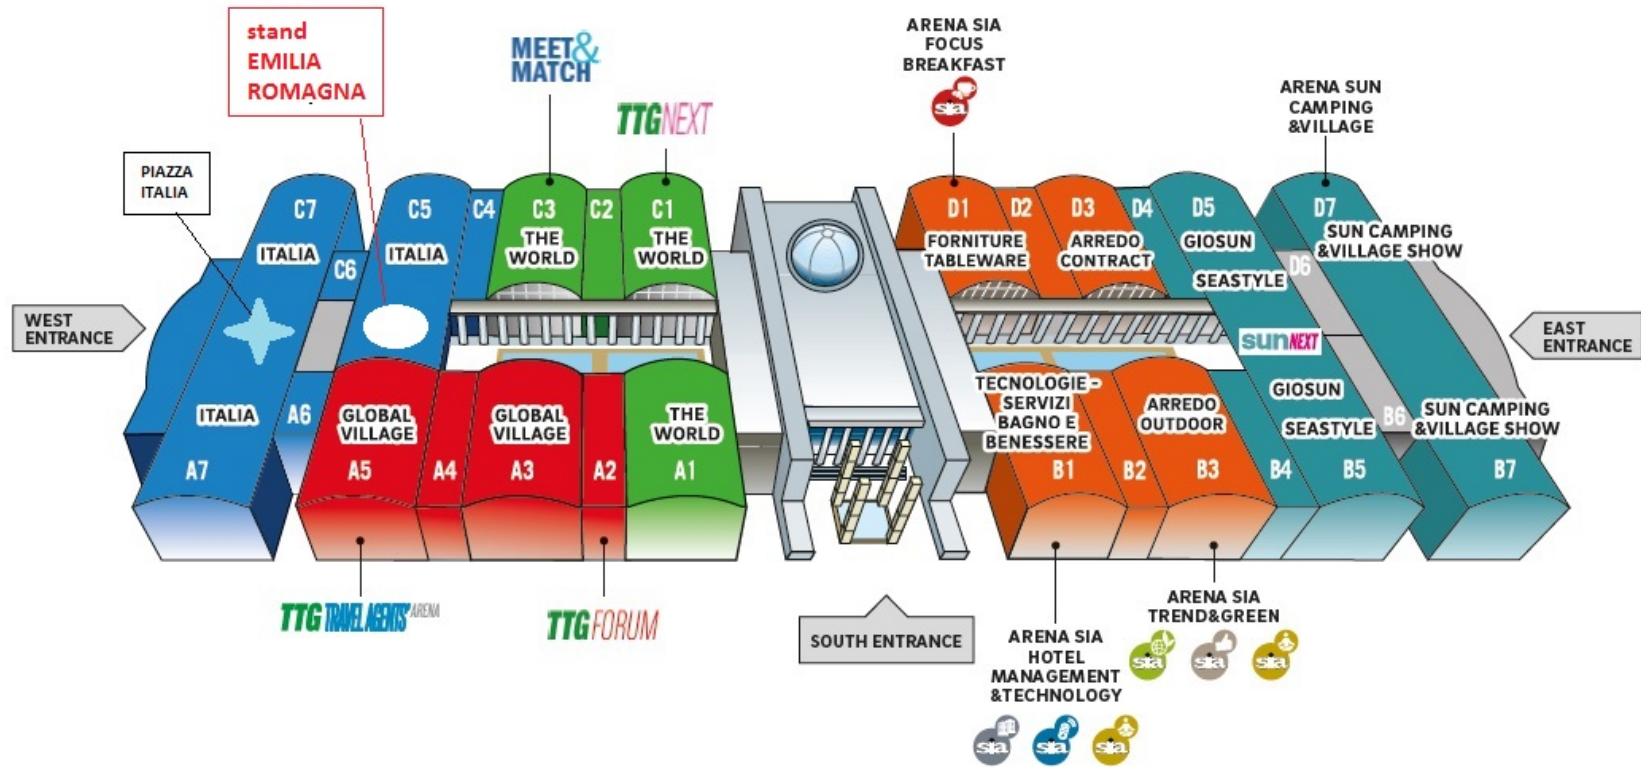 stand
EMILIA
ROMAGNA
MEET&
MATCH
TTG NEXT
ARENA SIA
FOCUS
BREAKFAST
sia
ARENA SUN
CAMPING
&VILLAGE
PIAZZA
ITALIA
C7
ITALIA
C6
C5
ITALIA
C4
C3
THE
WORLD
C2
C1
THE
WORLD
D1
FORNITURE
TABLEWARE
D2
D3
ARREDO
CONTRACT
D4
D5
GIOSUN
SEASTYLE
D6
D7
SUN CAMPING
&VILLAGE SHOW
WEST
ENTRANCE
EAST
ENTRANCE
sun NEXT
ITALIA
A7
A6
GLOBAL
VILLAGE
A5
A4
GLOBAL
VILLAGE
A3
A2
THE
WORLD
A1
TECNOLOGIE -
SERVIZI
BAGNO E
BENESSERE
B1
B2
ARREDO
OUTDOOR
B3
B4
GIOSUN
SEASTYLE
B5
B6
SUN CAMPING
&VILLAGE SHOW
B7
TTG TRAVEL AGENTS' ARENA
TTG FORUM
SOUTH ENTRANCE
ARENA SIA
HOTEL
MANAGEMENT
&TECHNOLOGY
sia
sia
sia
ARENA SIA
TREND&GREEN
sia
sia
sia